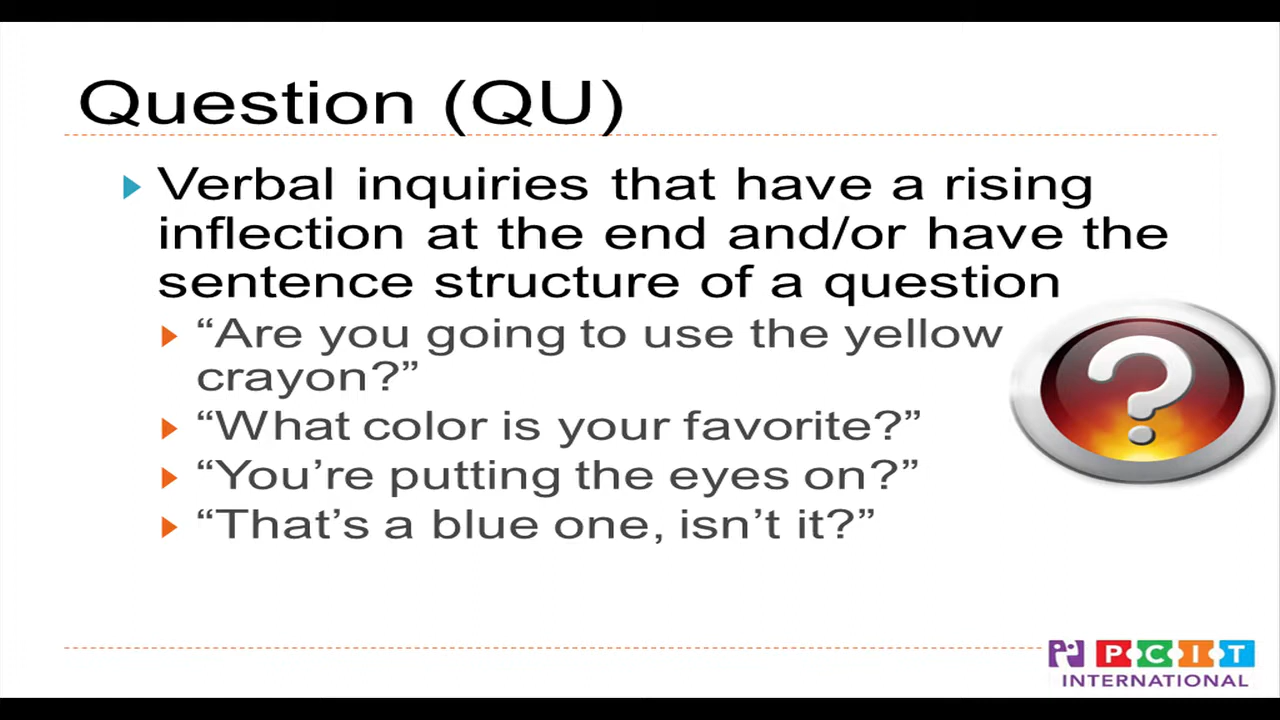 Question (QU)
Verbal inquiries that have a rising
inflection at the end and/or have the
sentence structure of a question
“Are you going to use the yellow
crayon?”
“What color is your favorite?”
“You’re putting the eyes on?”
“That’s a blue one, isn’t it?”
PCIT
INTERNATIONAL